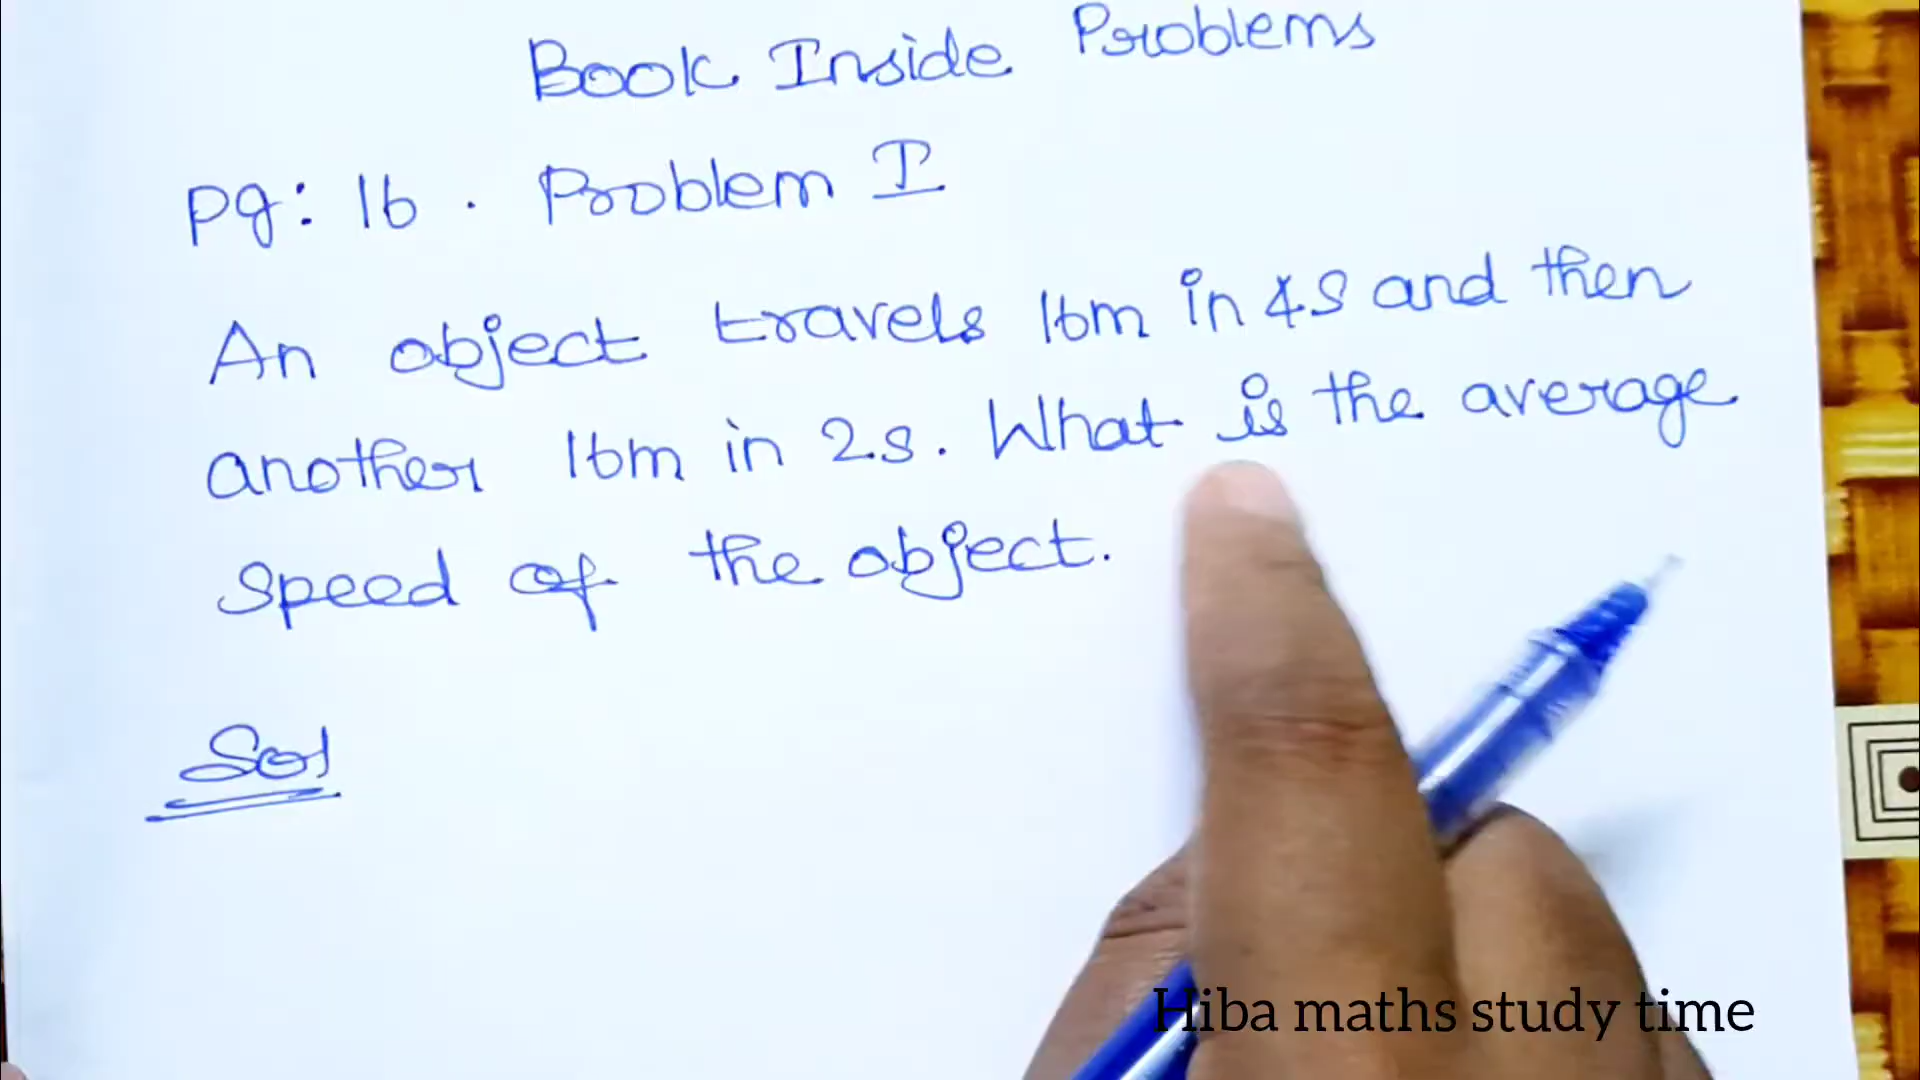 Book Inside Problems
Pg: 16. Problem I
An object travels 16m in 4s and then
another 16m in 2s. What is the average
speed of the object.
Sol
Hiba maths study time